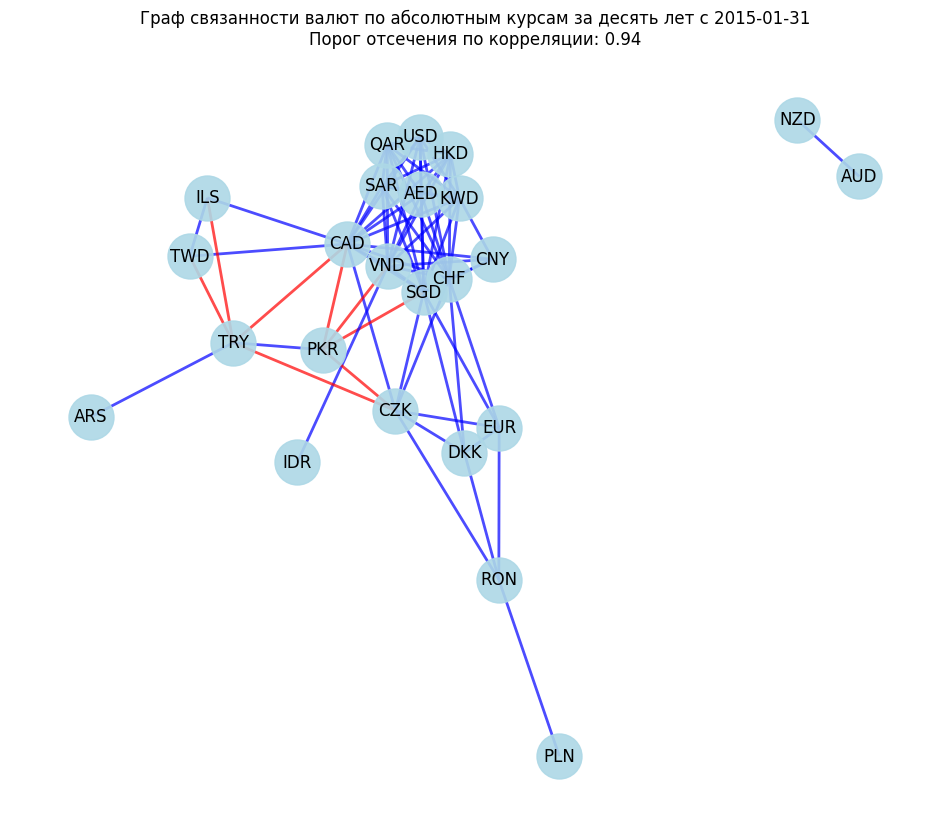 Граф связанности валют по абсолютным курсам за десять лет с 2015-01-31
Порог отсечения по корреляции: 0.94
NZD
USD
QAR
HKD
AUD
SAR
AED
KWD
ILS
CAD
TWD
CNY
VND
CHF
SGD
TRY
PKR
CZK
ARS
EUR
DKK
IDR
RON
PLN